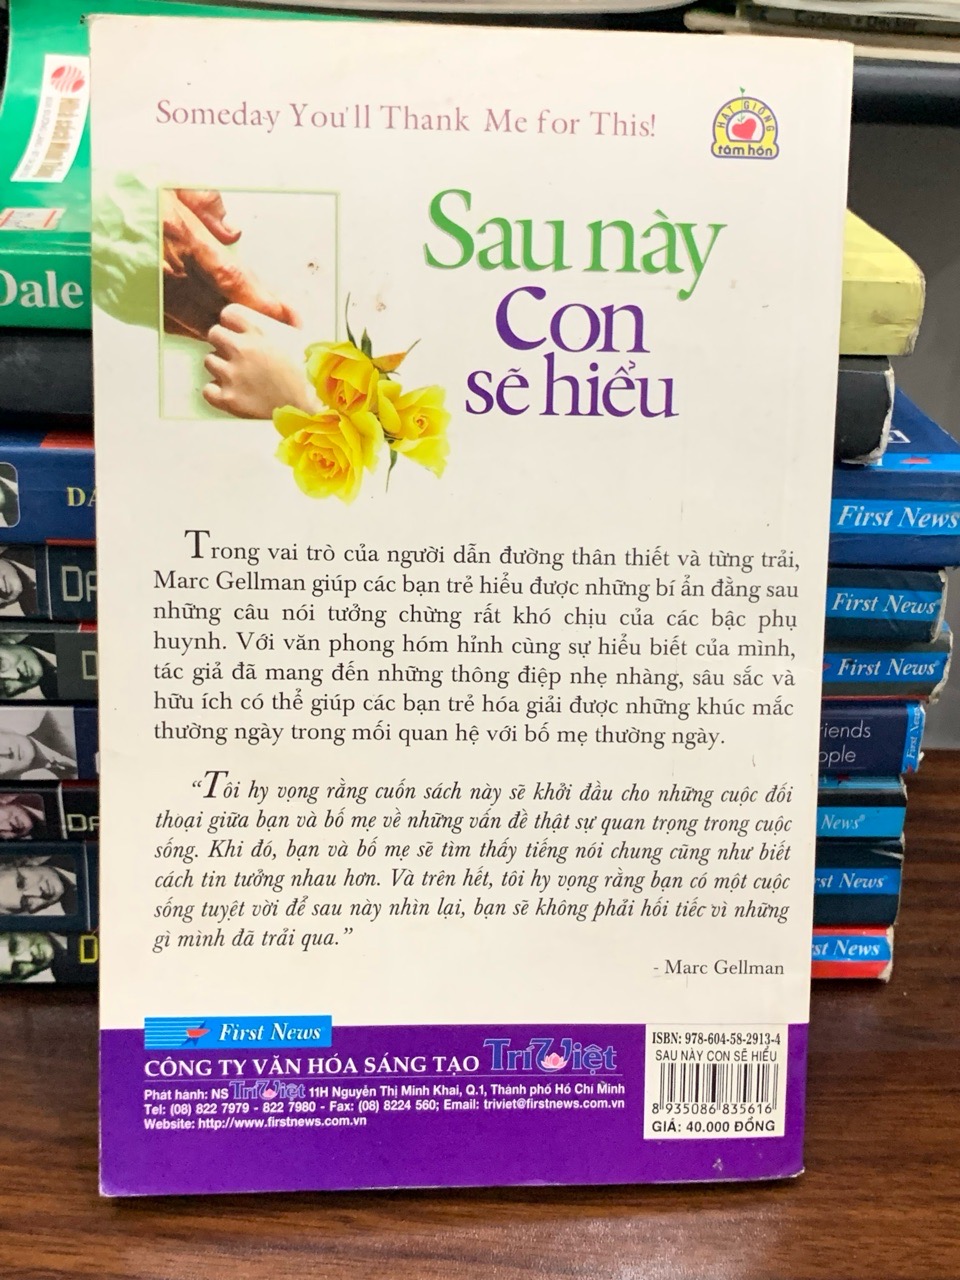 Someday You'll Thank Me for This!
HẠT GIỐNG
tâm hồn
Sau này
Con
sẽ hiểu
Trong vai trò của người dẫn đường thân thiết và từng trải,
Marc Gellman giúp các bạn trẻ hiểu được những bí ẩn đằng sau
những câu nói tưởng chừng rất khó chịu của các bậc phụ
huynh. Với văn phong hóm hỉnh cùng sự hiểu biết của mình,
tác giả đã mang đến những thông điệp nhẹ nhàng, sâu sắc và
hữu ích có thể giúp các bạn trẻ hóa giải được những khúc mắc
thường ngày trong mối quan hệ với bố mẹ thường ngày.
“Tôi hy vọng rằng cuốn sách này sẽ khởi đầu cho những cuộc đối
thoại giữa bạn và bố mẹ về những vấn đề thật sự quan trọng trong cuộc
sống. Khi đó, bạn và bố mẹ sẽ tìm thấy tiếng nói chung cũng như biết
cách tin tưởng nhau hơn. Và trên hết, tôi hy vọng rằng bạn có một cuộc
sống tuyệt vời để sau này nhìn lại, bạn sẽ không phải hối tiếc vì những
gì mình đã trải qua.”
- Marc Gellman
First News
CÔNG TY VĂN HÓA SÁNG TẠO Trí Việt
Phát hành: NS Trí Việt 11H Nguyễn Thị Minh Khai, Q.1, Thành phố Hồ Chí Minh
Tel: (08) 822 7979 - 822 7980 - Fax: (08) 8224 560; Email: triviet@firstnews.com.vn
Website: http://www.firstnews.com.vn
ISBN: 978-604-58-2913-4
SAU NÀY CON SẼ HIỂU
8 935086 835616
GIÁ: 40.000 ĐỒNG
Dale
First News
First News
First News
riends
ople
First News
News
rst News
st News